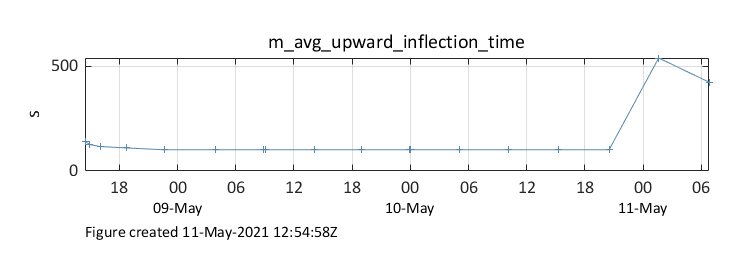 m_avg_upward_inflection_time
500
s
0
18 00 06 12 18 00 06 12 18 00 06
09-May 10-May 11-May
Figure created 11-May-2021 12:54:58Z